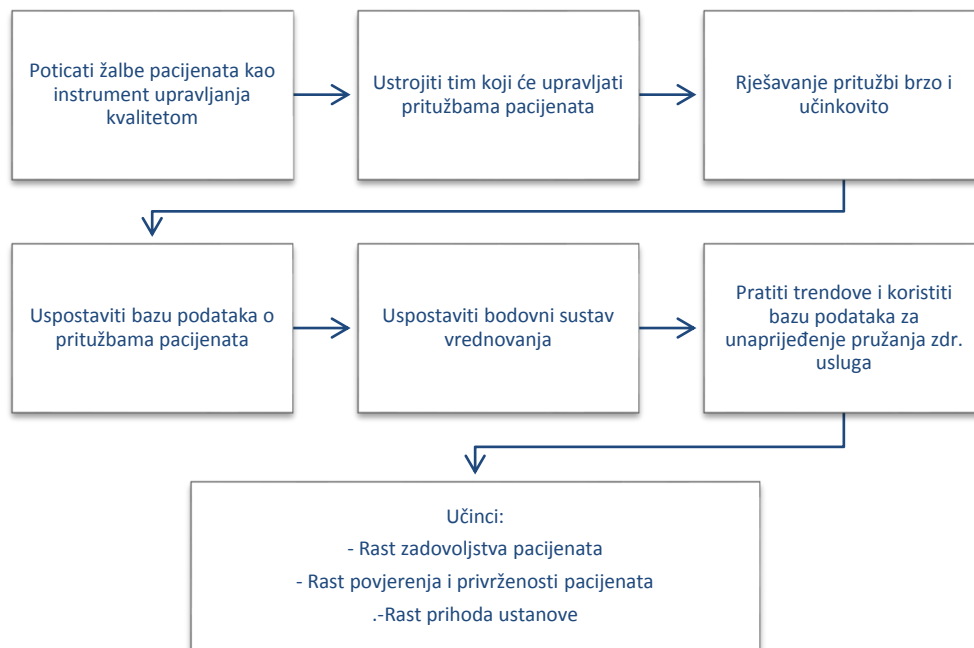 Poticati žalbe pacijenata kao
instrument upravljanja
kvalitetom
Ustrojiti tim koji će upravljati
pritužbama pacijenata
Rješavanje pritužbi brzo i
učinkovito
Uspostaviti bazu podataka o
pritužbama pacijenata
Uspostaviti bodovni sustav
vrednovanja
Pratiti trendove i koristiti
bazu podataka za
unaprijeđenje pružanja zdr.
usluga
Učinci:
- Rast zadovoljstva pacijenata
- Rast povjerenja i privrženosti pacijenata
.-Rast prihoda ustanove